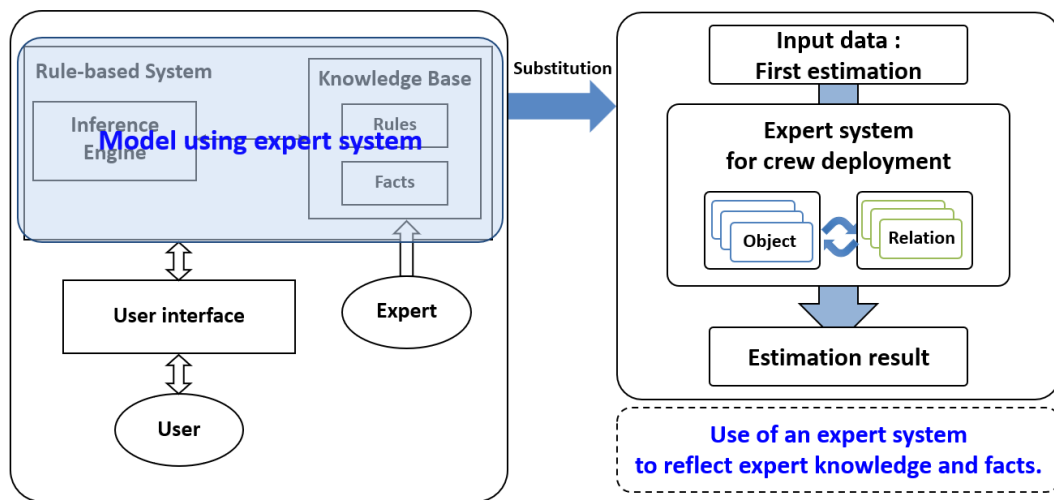 Rule-based System
Knowledge Base
Inference
Engine
Model using expert system
Rules
Facts
User interface
Expert
User
Substitution
Input data :
First estimation
Expert system
for crew deployment
Object
Relation
Estimation result
Use of an expert system
to reflect expert knowledge and facts.